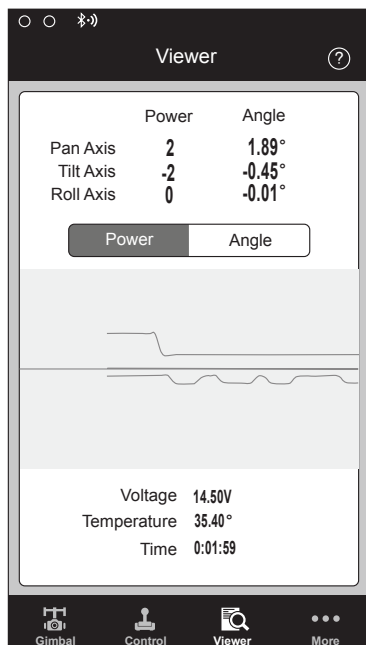 Viewer
?
Power Angle
Pan Axis 2 1.89°
Tilt Axis -2 -0.45°
Roll Axis 0 -0.01°
Power Angle
Voltage 14.50V
Temperature 35.40°
Time 0:01:59
Gimbal Control Viewer More